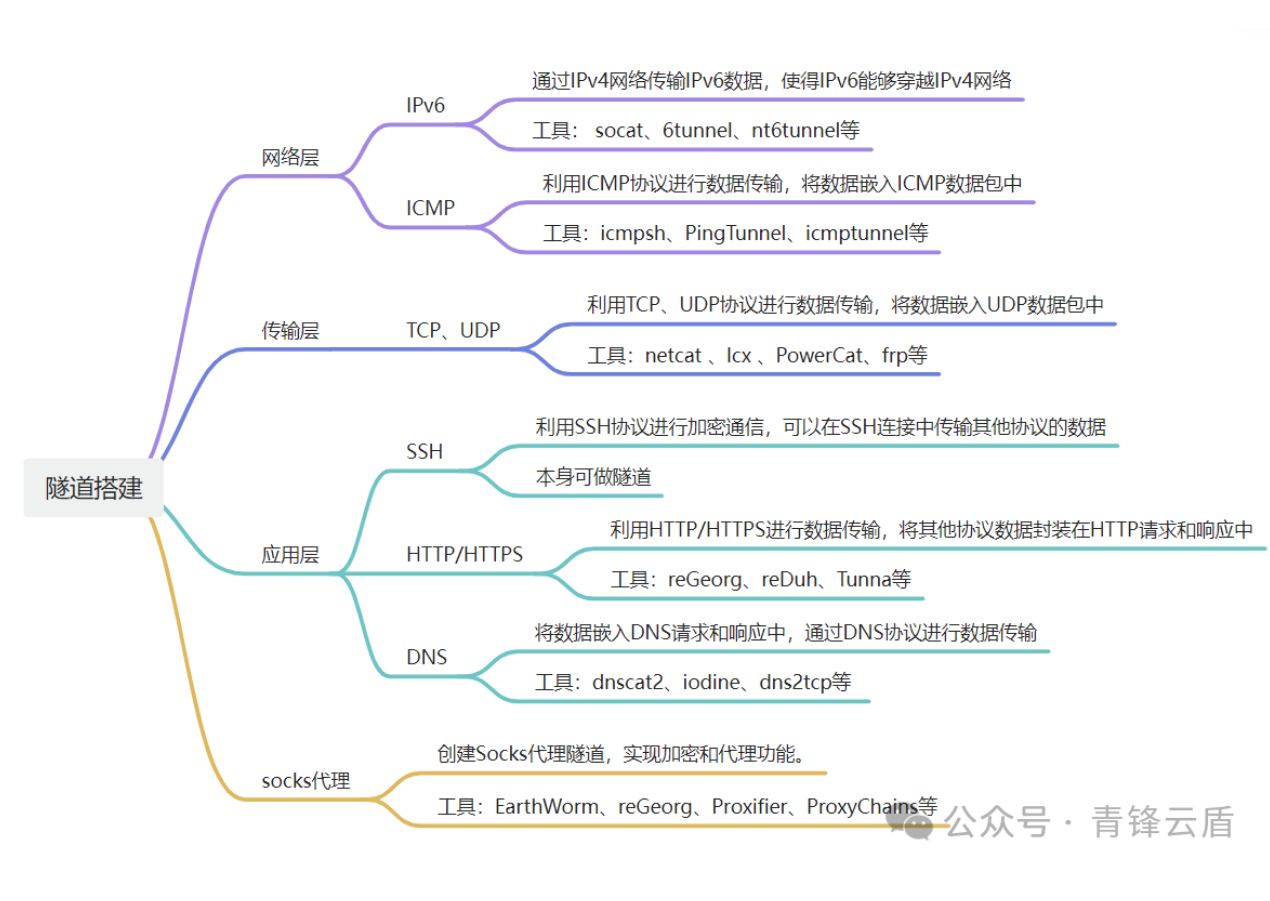 通过IPv4网络传输IPv6数据，使得IPv6能够穿越IPv4网络
IPv6
工具： socat、6tunnel、nt6tunnel等
网络层
利用ICMP协议进行数据传输，将数据嵌入ICMP数据包中
ICMP
工具：icmpsh、PingTunnel、icmptunnel等
利用TCP、UDP协议进行数据传输，将数据嵌入UDP数据包中
传输层
TCP、UDP
工具：netcat 、lcx 、PowerCat、frp等
利用SSH协议进行加密通信，可以在SSH连接中传输其他协议的数据
SSH
本身可做隧道
隧道搭建
利用HTTP/HTTPS进行数据传输，将其他协议数据封装在HTTP请求和响应中
应用层
HTTP/HTTPS
工具：reGeorg、reDuh、Tunna等
将数据嵌入DNS请求和响应中，通过DNS协议进行数据传输
DNS
工具：dnscat2、iodine、dns2tcp等
创建Socks代理隧道，实现加密和代理功能。
socks代理
工具：EarthWorm、reGeorg、Proxifier、ProxyChains等
公众号 · 青锋云盾